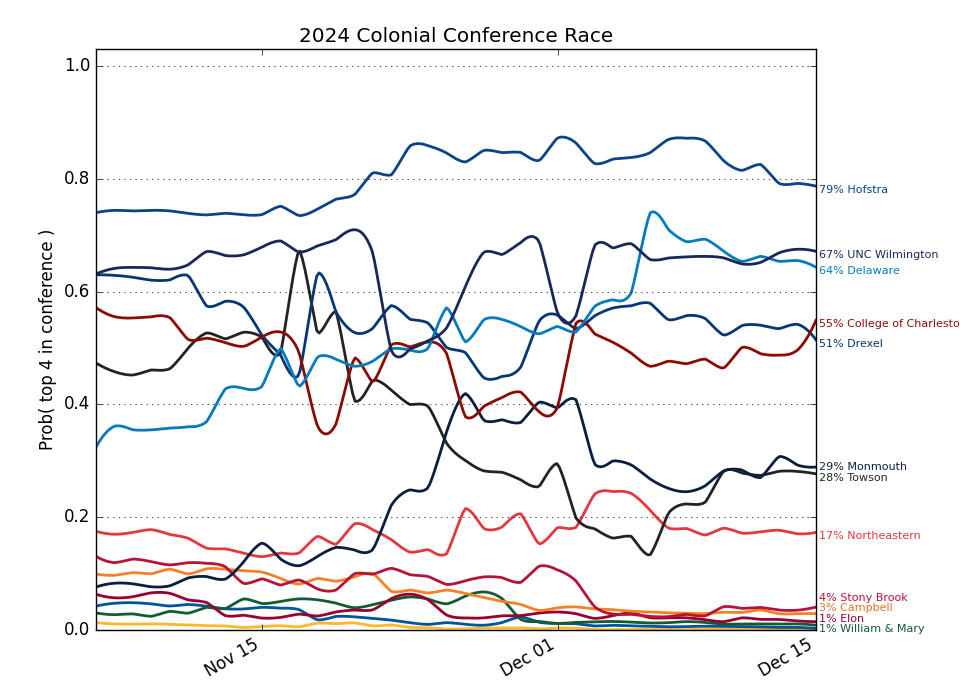 2024 Colonial Conference Race
Prob( top 4 in conference )
1.0
0.8
0.6
0.4
0.2
0.0
Nov 15
Dec 01
Dec 15
79% Hofstra
67% UNC Wilmington
64% Delaware
55% College of Charlesto
51% Drexel
29% Monmouth
28% Towson
17% Northeastern
4% Stony Brook
3% Campbell
1% Elon
1% William & Mary